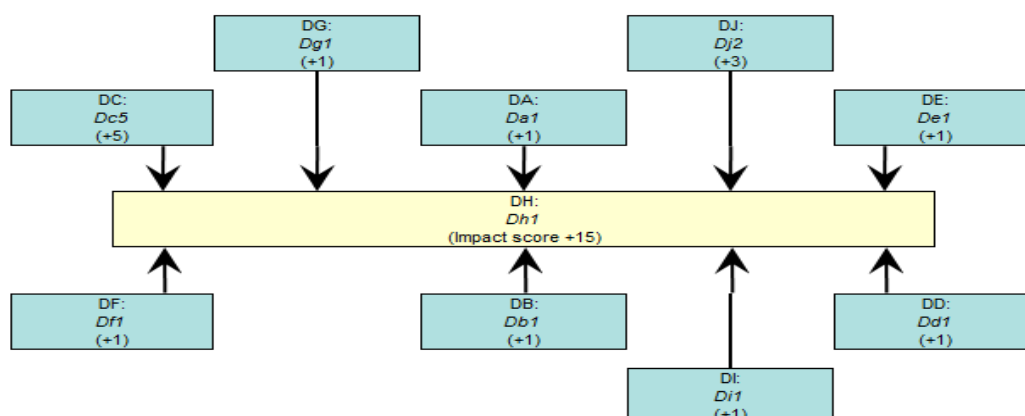 DG:
Dg1
(+1)
DJ:
Dj2
(+3)
DC:
Dc5
(+5)
DA:
Da1
(+1)
DE:
De1
(+1)
DH:
Dh1
(Impact score +15)
DF:
Df1
(+1)
DB:
Db1
(+1)
DD:
Dd1
(+1)
DI:
Di1
(+1)